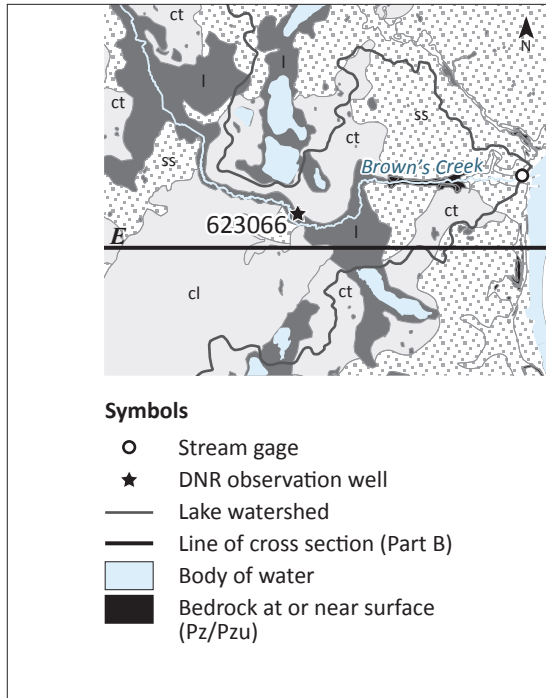 ct
l
l
N
ct
ss
ct
ss
Brown's Creek
623066
ct
l
E
cl
ct
Symbols
Stream gage
DNR observation well
Lake watershed
Line of cross section (Part B)
Body of water
Bedrock at or near surface
(Pz/Pzu)